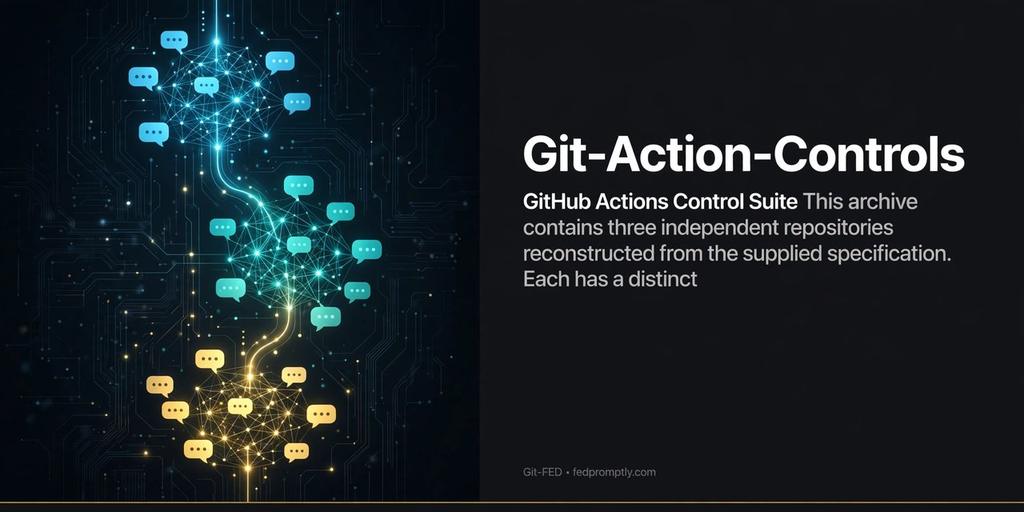 Git-Action-Controls
GitHub Actions Control Suite This archive
contains three independent repositories
reconstructed from the supplied specification.
Each has a distinct
Git-FED • fedpromptly.com